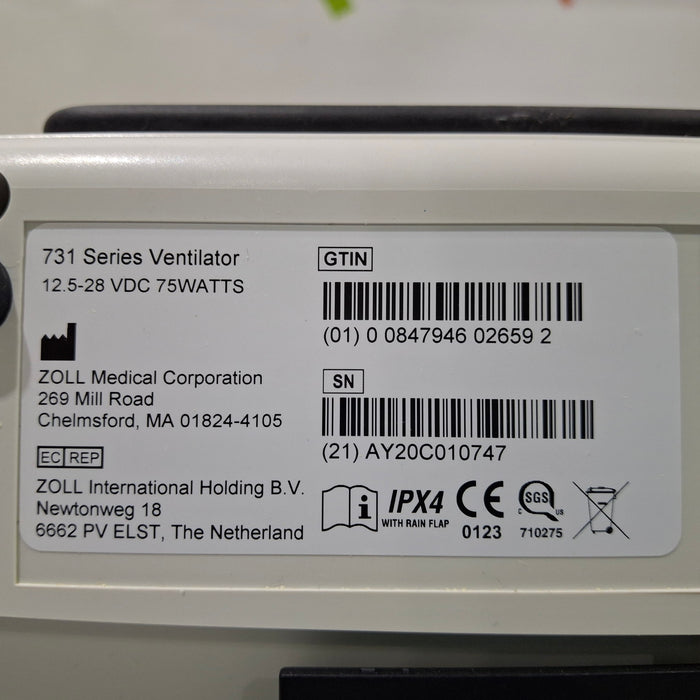 731 Series Ventilator
12.5-28 VDC 75WATTS
ZOLL Medical Corporation
269 Mill Road
Chelmsford, MA 01824-4105
EC REP
ZOLL International Holding B.V.
Newtonweg 18
6662 PV ELST, The Netherland
GTIN
(01) 0 0847946 02659 2
SN
(21) AY20C010747
i
IPX4
WITH RAIN FLAP
CE
0123
SGS
C US
710275